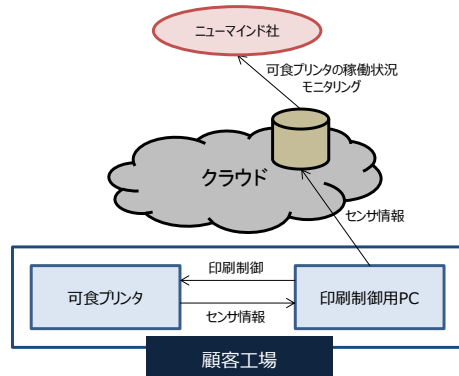 ニューマインド社
可食プリンタの稼働状況
モニタリング
クラウド
センサ情報
印刷制御
可食プリンタ
印刷制御用PC
センサ情報
顧客工場